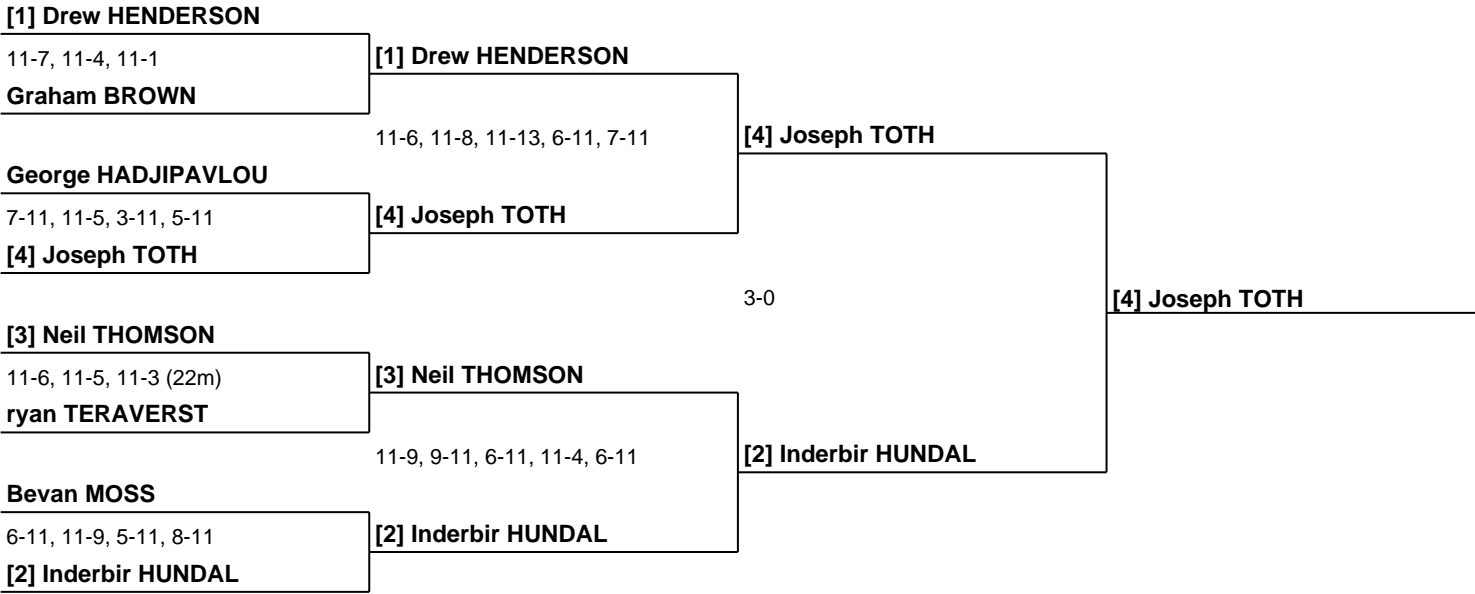 [1] Drew HENDERSON
11-7, 11-4, 11-1
[1] Drew HENDERSON
Graham BROWN
11-6, 11-8, 11-13, 6-11, 7-11
[4] Joseph TOTH
George HADJIPAVLOU
7-11, 11-5, 3-11, 5-11
[4] Joseph TOTH
[4] Joseph TOTH
3-0
[4] Joseph TOTH
[3] Neil THOMSON
11-6, 11-5, 11-3 (22m)
[3] Neil THOMSON
ryan TERAVERST
11-9, 9-11, 6-11, 11-4, 6-11
[2] Inderbir HUNDAL
Bevan MOSS
6-11, 11-9, 5-11, 8-11
[2] Inderbir HUNDAL
[2] Inderbir HUNDAL